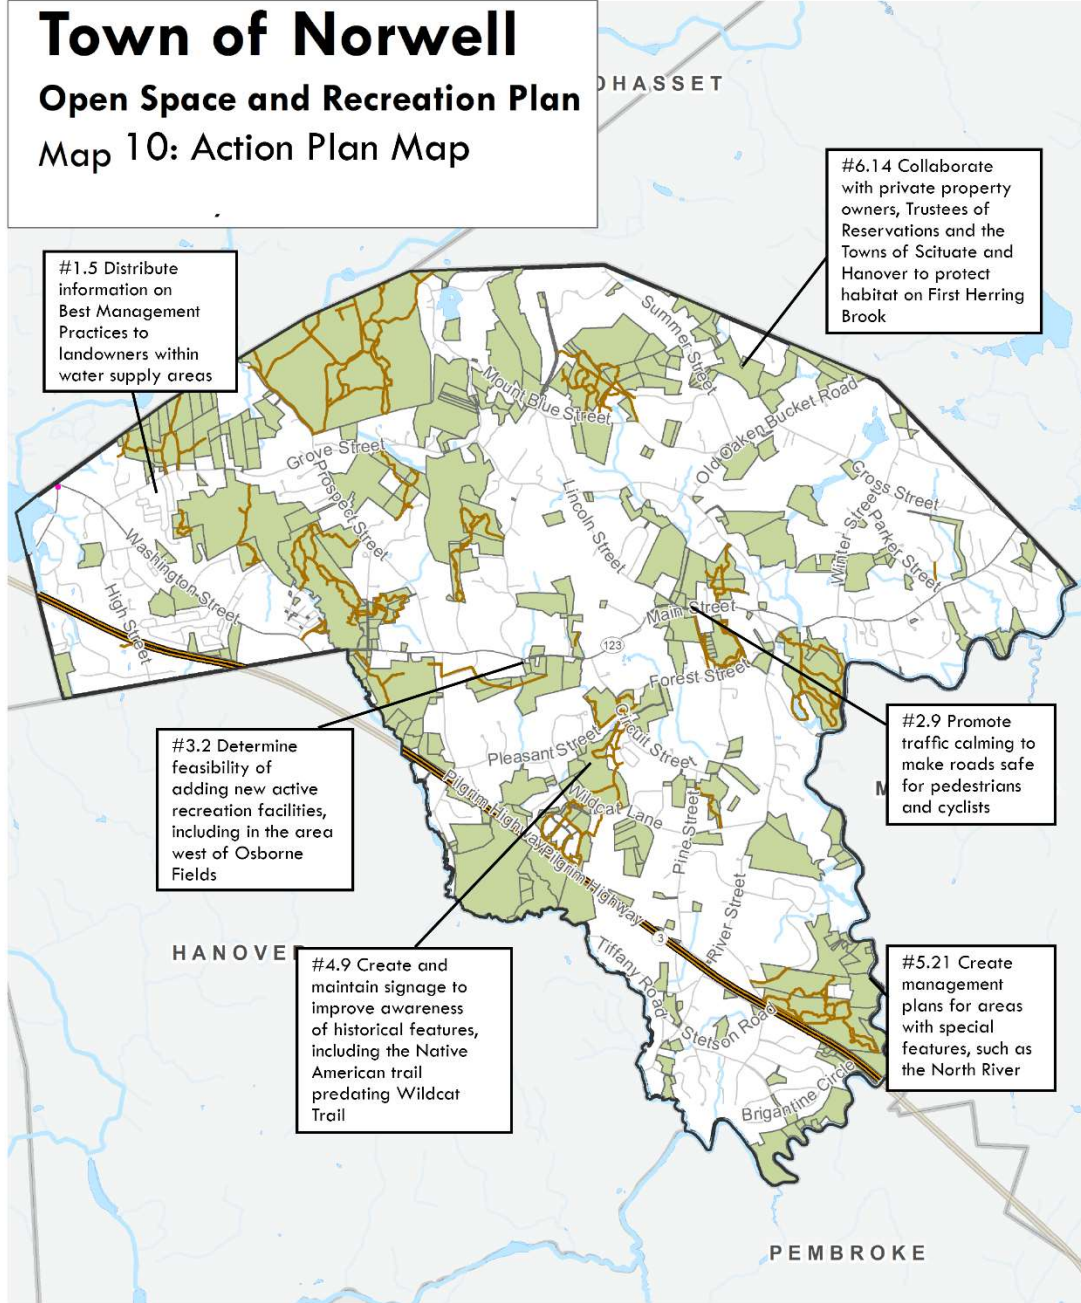 Town of Norwell
Open Space and Recreation Plan
Map 10: Action Plan Map
OHASSET
#6.14 Collaborate
with private property
owners, Trustees of
Reservations and the
Towns of Scituate and
Hanover to protect
habitat on First Herring
Brook
#1.5 Distribute
information on
Best Management
Practices to
landowners within
water supply areas
Summer Street
Mount Blue Street
Old Oaken Bucket Road
Grove Street
Prospect Street
Lincoln Street
Cross Street
Winter Street
Parker Street
Washington Street
High Street
Main Street
123
Forest Street
#2.9 Promote
traffic calming to
make roads safe
for pedestrians
and cyclists
M
#3.2 Determine
feasibility of
adding new active
recreation facilities,
including in the area
west of Osborne
Fields
Pleasant Street
Circuit Street
Wildcat Lane
Pine Street
Pilgrim Highway
Pilgrim Highway
River Street
3
HANOVER
Tiffany Road
Stetson Road
Brigantine Circle
#4.9 Create and
maintain signage to
improve awareness
of historical features,
including the Native
American trail
predating Wildcat
Trail
#5.21 Create
management
plans for areas
with special
features, such as
the North River
PEMBROKE